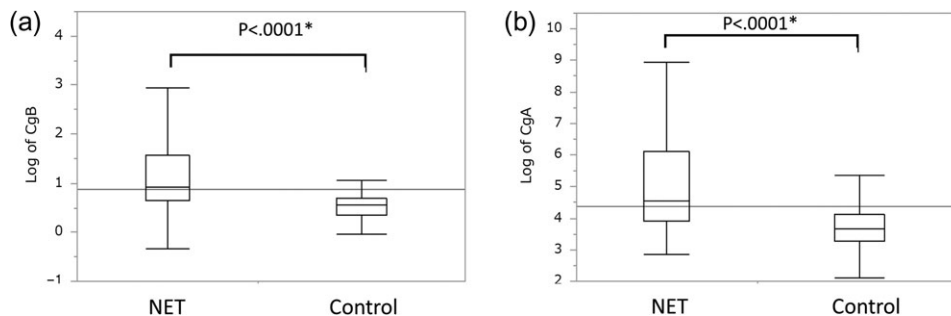 (a)
P<.0001*
Log of CgB
4
3
2
1
0
−1
NET Control
(b)
P<.0001*
Log of CgA
10
9
8
7
6
5
4
3
2
NET Control